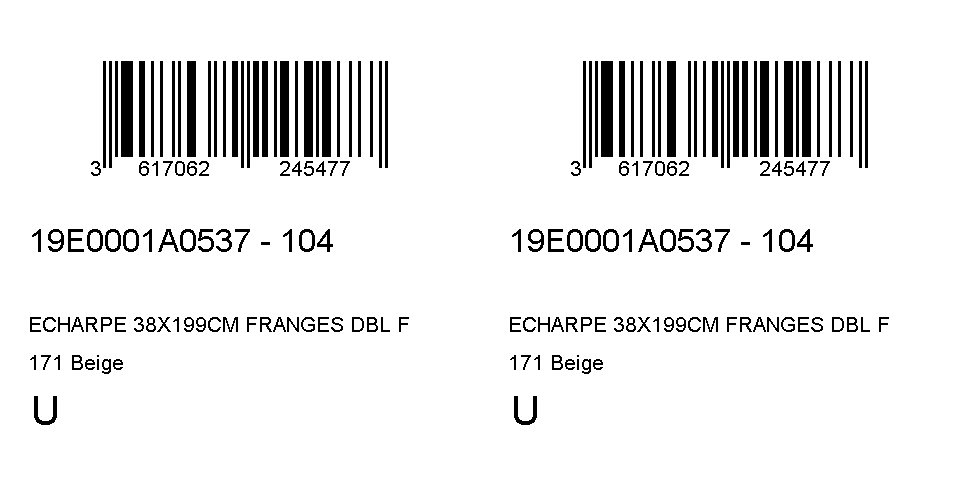 3 617062 245477
19E0001A0537 - 104
ECHARPE 38X199CM FRANGES DBL F
171 Beige
U
3 617062 245477
19E0001A0537 - 104
ECHARPE 38X199CM FRANGES DBL F
171 Beige
U